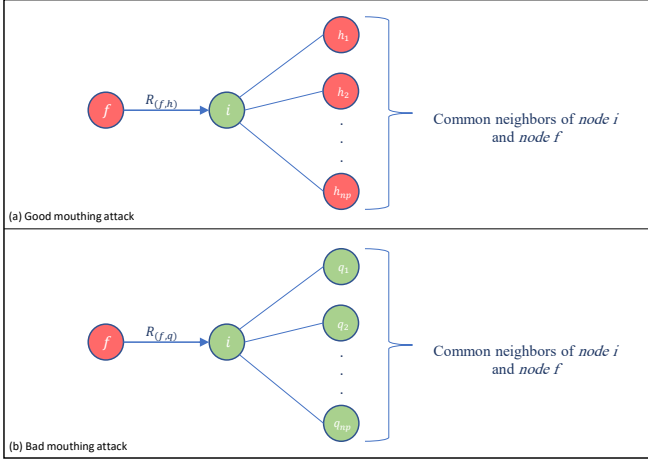 h₁
R₍f,h₎
f
i
h₂
.
.
.
Common neighbors of node i
and node f
hₙₚ
(a) Good mouthing attack
q₁
R₍f,q₎
f
i
q₂
.
.
.
Common neighbors of node i
and node f
qₙₚ
(b) Bad mouthing attack